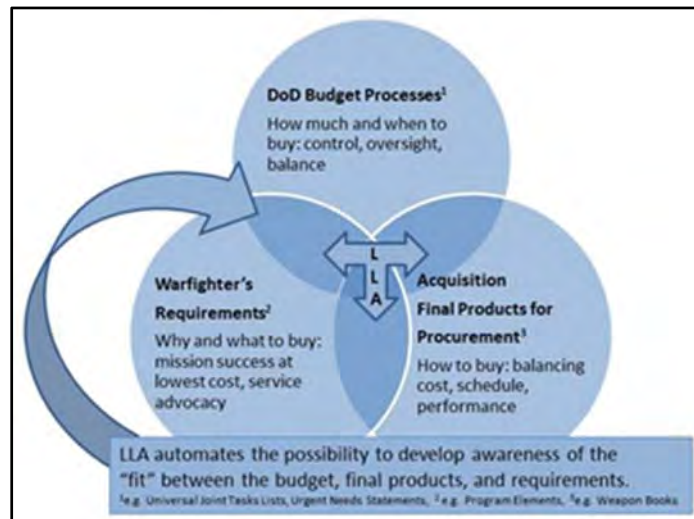 DoD Budget Processes¹
How much and when to
buy: control, oversight,
balance
L
L
A
Warfighter's
Requirements²
Why and what to buy:
mission success at
lowest cost, service
advocacy
Acquisition
Final Products for
Procurement³
How to buy: balancing
cost, schedule,
performance
LLA automates the possibility to develop awareness of the
“fit” between the budget, final products, and requirements.
¹e.g. Universal Joint Tasks Lists, Urgent Needs Statements, ² e.g. Program Elements, ³e.g. Weapon Books